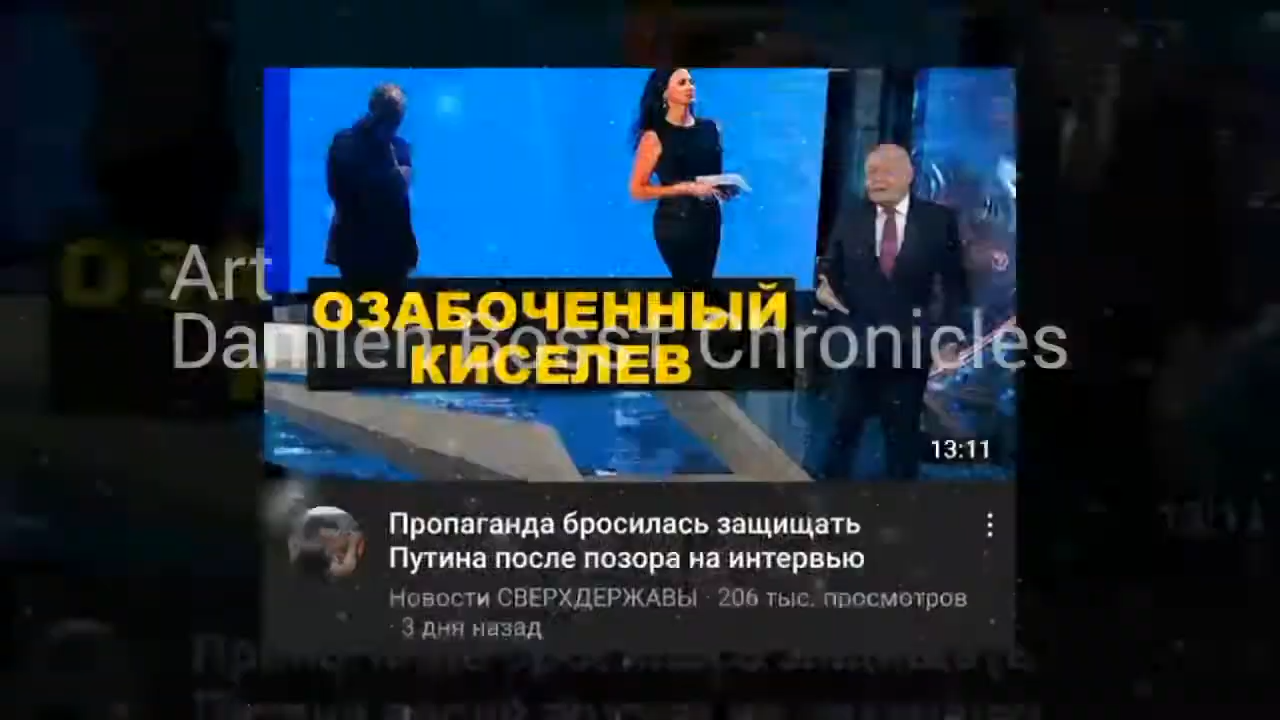 Art
Damien BossT Chronicles
ОЗАБОЧЕННЫЙ
КИСЕЛЕВ
13:11
Пропаганда бросилась защищать
Путина после позора на интервью
Новости СВЕРХДЕРЖАВЫ · 206 тыс. просмотров
· 3 дня назад